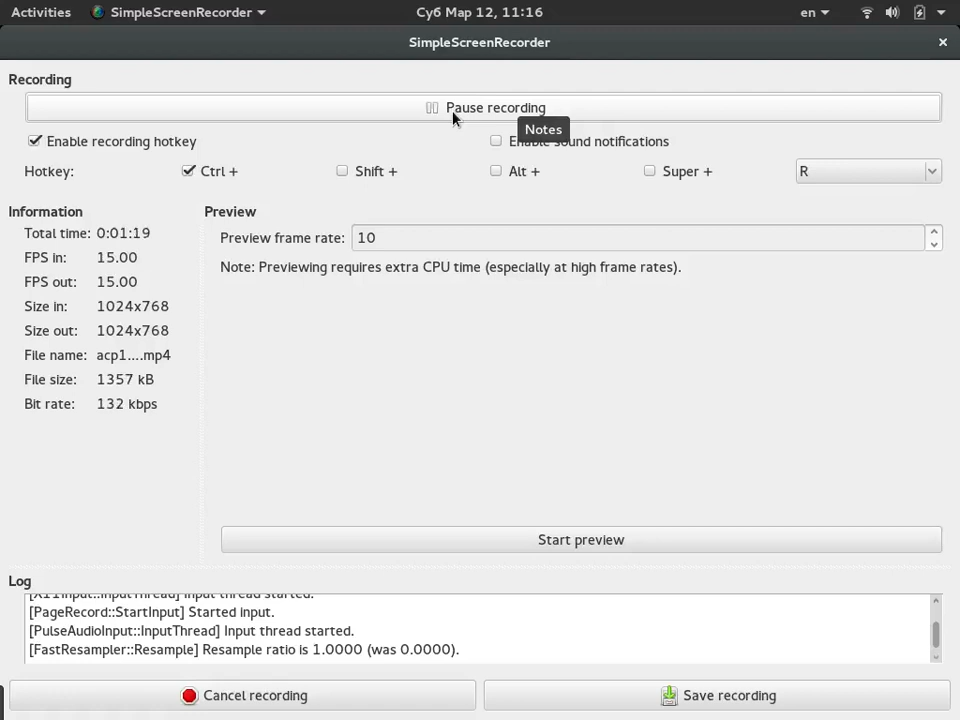 Activities SimpleScreenRecorder Суб Мар 12, 11:16 en
SimpleScreenRecorder
Recording
Pause recording
Notes
Enable recording hotkey Enable sound notifications
Hotkey: Ctrl + Shift + Alt + Super + R
Information
Total time: 0:01:19
FPS in: 15.00
FPS out: 15.00
Size in: 1024x768
Size out: 1024x768
File name: acp1....mp4
File size: 1357 kB
Bit rate: 132 kbps
Preview
Preview frame rate: 10
Note: Previewing requires extra CPU time (especially at high frame rates).
Start preview
Log
[X11Input::InputThread] Input thread started.
[PageRecord::StartInput] Started input.
[PulseAudioInput::InputThread] Input thread started.
[FastResampler::Resample] Resample ratio is 1.0000 (was 0.0000).
Cancel recording Save recording